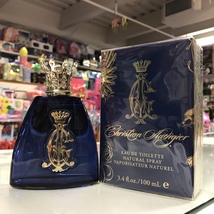 Christian Audigier
EAU DE TOILETTE
NATURAL SPRAY
VAPORISATEUR NATUREL
3.4 fl.oz/100 mL e